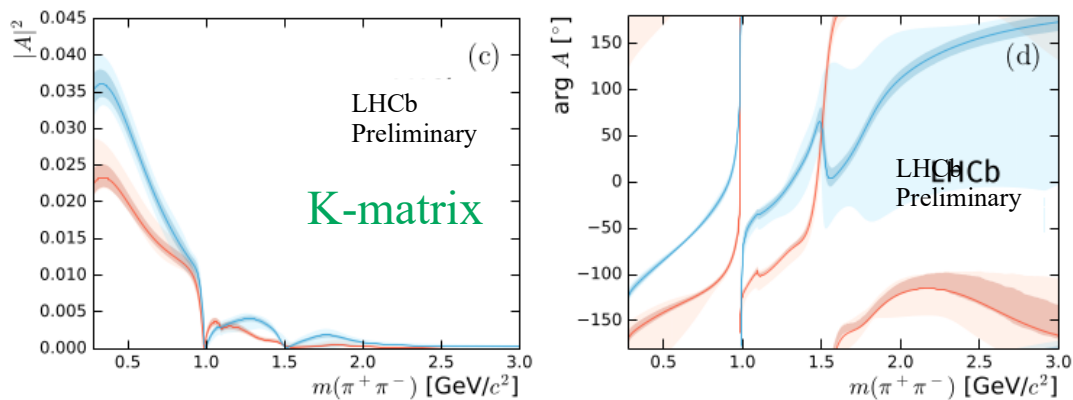 0.045
0.040
0.035
0.030
0.025
0.020
0.015
0.010
0.005
0.000
|A|²
(c)
LHCb
Preliminary
K-matrix
0.5 1.0 1.5 2.0 2.5 3.0
m(π⁺π⁻) [GeV/c²]
150
100
50
0
−50
−100
−150
arg A [°]
(d)
LHCb
LHCb
Preliminary
0.5 1.0 1.5 2.0 2.5 3.0
m(π⁺π⁻) [GeV/c²]